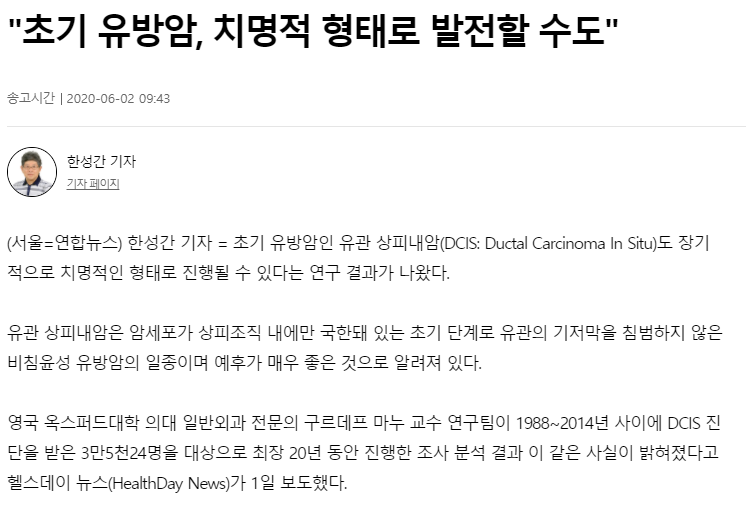 "초기 유방암, 치명적 형태로 발전할 수도"
송고시간 | 2020-06-02 09:43
한성간 기자
기자 페이지
(서울=연합뉴스) 한성간 기자 = 초기 유방암인 유관 상피내암(DCIS: Ductal Carcinoma In Situ)도 장기
적으로 치명적인 형태로 진행될 수 있다는 연구 결과가 나왔다.
유관 상피내암은 암세포가 상피조직 내에만 국한돼 있는 초기 단계로 유관의 기저막을 침범하지 않은
비침윤성 유방암의 일종이며 예후가 매우 좋은 것으로 알려져 있다.
영국 옥스퍼드대학 의대 일반외과 전문의 구르데프 마누 교수 연구팀이 1988~2014년 사이에 DCIS 진
단을 받은 3만5천24명을 대상으로 최장 20년 동안 진행한 조사 분석 결과 이 같은 사실이 밝혀졌다고
헬스데이 뉴스(HealthDay News)가 1일 보도했다.